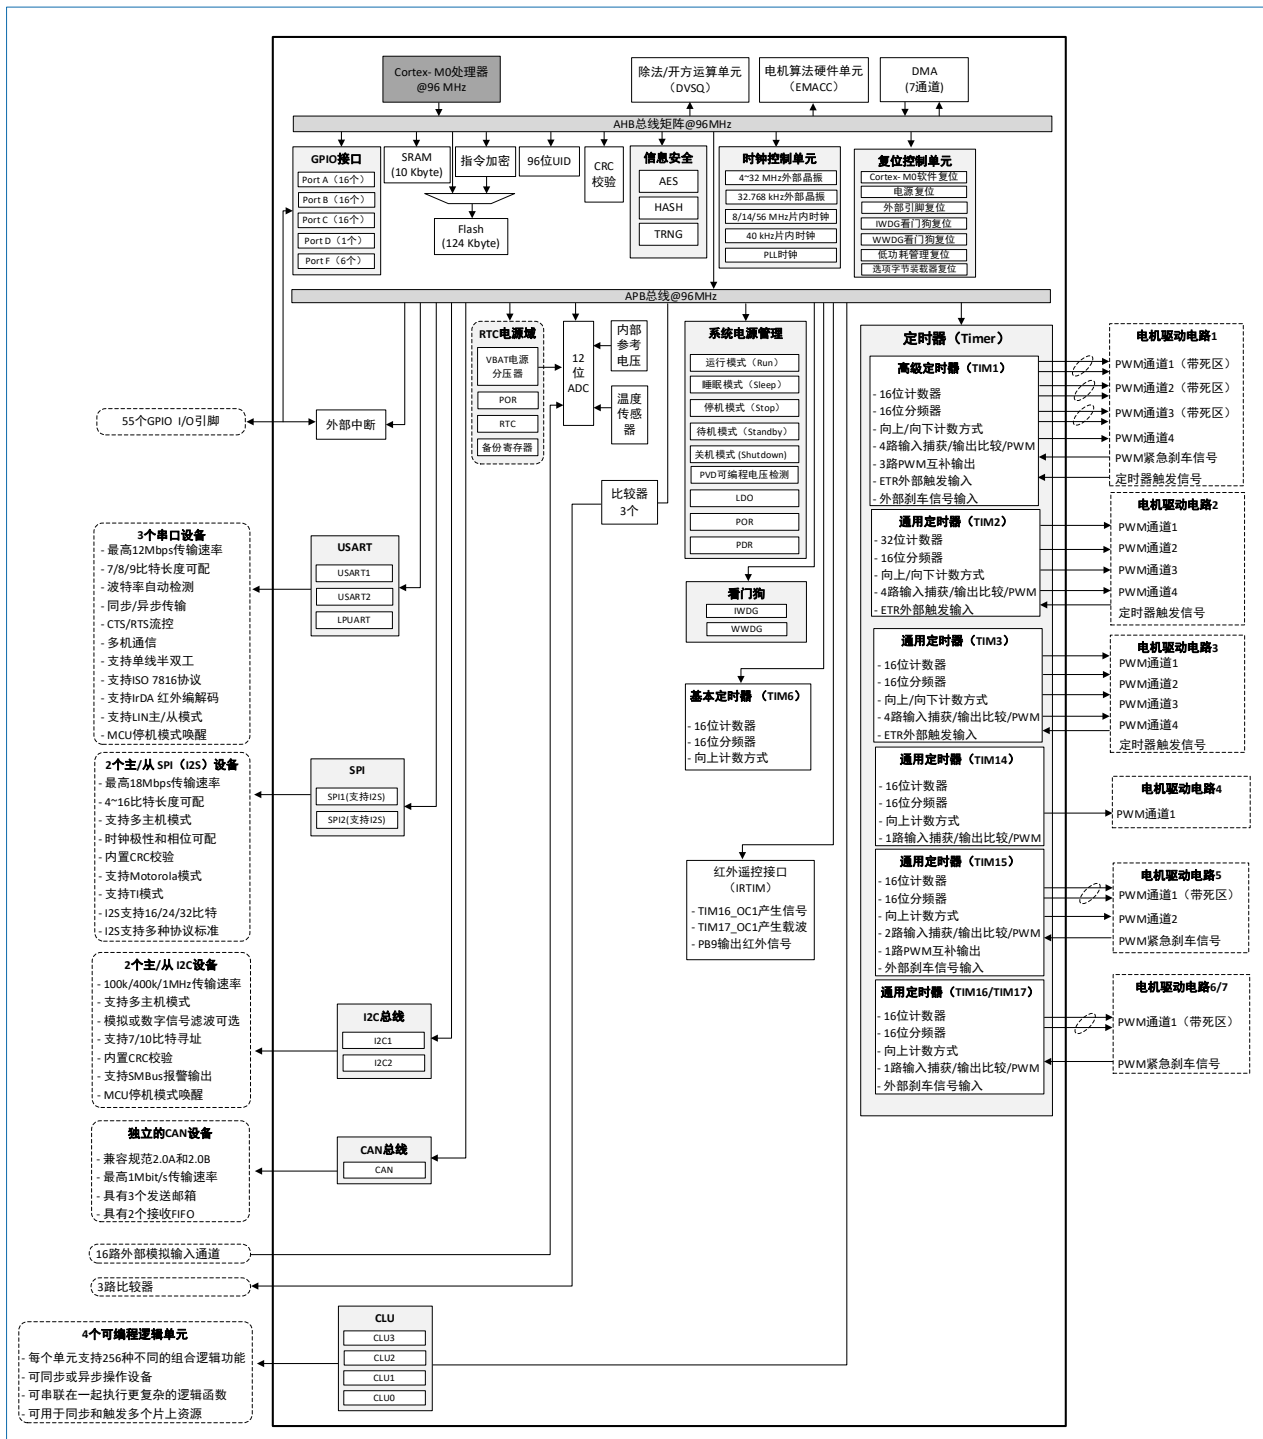 Cortex- M0处理器
@96 MHz
除法/开方运算单元
（DVSQ）
电机算法硬件单元
（EMACC）
DMA
(7通道)
AHB总线矩阵@96MHz
GPIO接口
Port A（16个）
Port B（16个）
Port C（16个）
Port D（1个）
Port F（6个）
SRAM
(10 Kbyte)
指令加密
96位UID
CRC
校验
Flash
(124 Kbyte)
信息安全
AES
HASH
TRNG
时钟控制单元
4~32 MHz外部晶振
32.768 kHz外部晶振
8/14/56 MHz片内时钟
40 kHz片内时钟
PLL时钟
复位控制单元
Cortex- M0软件复位
电源复位
外部引脚复位
IWDG看门狗复位
WWDG看门狗复位
低功耗管理复位
选项字节装载器复位
APB总线@96MHz
55个GPIO I/O引脚
外部中断
RTC电源域
VBAT电源
分压器
POR
RTC
备份寄存器
12
位
ADC
内部
参考
电压
温度
传感
器
比较器
3个
系统电源管理
运行模式（Run）
睡眠模式（Sleep）
停机模式（Stop）
待机模式（Standby）
关机模式 (Shutdown)
PVD可编程电压检测
LDO
POR
PDR
看门狗
IWDG
WWDG
基本定时器（TIM6）
- 16位计数器
- 16位分频器
- 向上计数方式
红外遥控接口
（IRTIM）
- TIM16_OC1产生信号
- TIM17_OC1产生载波
- PB9输出红外信号
定时器（Timer）
高级定时器（TIM1）
- 16位计数器
- 16位分频器
- 向上/向下计数方式
- 4路输入捕获/输出比较/PWM
- 3路PWM互补输出
- ETR外部触发输入
- 外部刹车信号输入
通用定时器（TIM2）
- 32位计数器
- 16位分频器
- 向上/向下计数方式
- 4路输入捕获/输出比较/PWM
- ETR外部触发输入
通用定时器（TIM3）
- 16位计数器
- 16位分频器
- 向上/向下计数方式
- 4路输入捕获/输出比较/PWM
- ETR外部触发输入
通用定时器（TIM14）
- 16位计数器
- 16位分频器
- 向上计数方式
- 1路输入捕获/输出比较/PWM
通用定时器（TIM15）
- 16位计数器
- 16位分频器
- 向上计数方式
- 2路输入捕获/输出比较/PWM
- 1路PWM互补输出
- 外部刹车信号输入
通用定时器（TIM16/TIM17）
- 16位计数器
- 16位分频器
- 向上计数方式
- 1路输入捕获/输出比较/PWM
- 外部刹车信号输入
电机驱动电路1
PWM通道1（带死区）
PWM通道2（带死区）
PWM通道3（带死区）
PWM通道4
PWM紧急刹车信号
定时器触发信号
电机驱动电路2
PWM通道1
PWM通道2
PWM通道3
PWM通道4
定时器触发信号
电机驱动电路3
PWM通道1
PWM通道2
PWM通道3
PWM通道4
定时器触发信号
电机驱动电路4
PWM通道1
电机驱动电路5
PWM通道1（带死区）
PWM通道2
PWM紧急刹车信号
电机驱动电路6/7
PWM通道1（带死区）
PWM紧急刹车信号
3个串口设备
- 最高12Mbps传输速率
- 7/8/9比特长度可配
- 波特率自动检测
- 同步/异步传输
- CTS/RTS流控
- 多机通信
- 支持单线半双工
- 支持ISO 7816协议
- 支持IrDA 红外编解码
- 支持LIN主/从模式
- MCU停机模式唤醒
USART
USART1
USART2
LPUART
2个主/从 SPI（I2S）设备
- 最高18Mbps传输速率
- 4~16比特长度可配
- 支持多主机模式
- 时钟极性和相位可配
- 内置CRC校验
- 支持Motorola模式
- 支持TI模式
- I2S支持16/24/32比特
- I2S支持多种协议标准
SPI
SPI1(支持I2S)
SPI2(支持I2S)
2个主/从 I2C设备
- 100k/400k/1MHz传输速率
- 支持多主机模式
- 模拟或数字信号滤波可选
- 支持7/10比特寻址
- 内置CRC校验
- 支持SMBus报警输出
- MCU停机模式唤醒
I2C总线
I2C1
I2C2
独立的CAN设备
- 兼容规范2.0A和2.0B
- 最高1Mbit/s传输速率
- 具有3个发送邮箱
- 具有2个接收FIFO
CAN总线
CAN
16路外部模拟输入通道
3路比较器
4个可编程逻辑单元
- 每个单元支持256种不同的组合逻辑功能
- 可同步或异步操作设备
- 可串联在一起执行更复杂的逻辑函数
- 可用于同步和触发多个片上资源
CLU
CLU3
CLU2
CLU1
CLU0